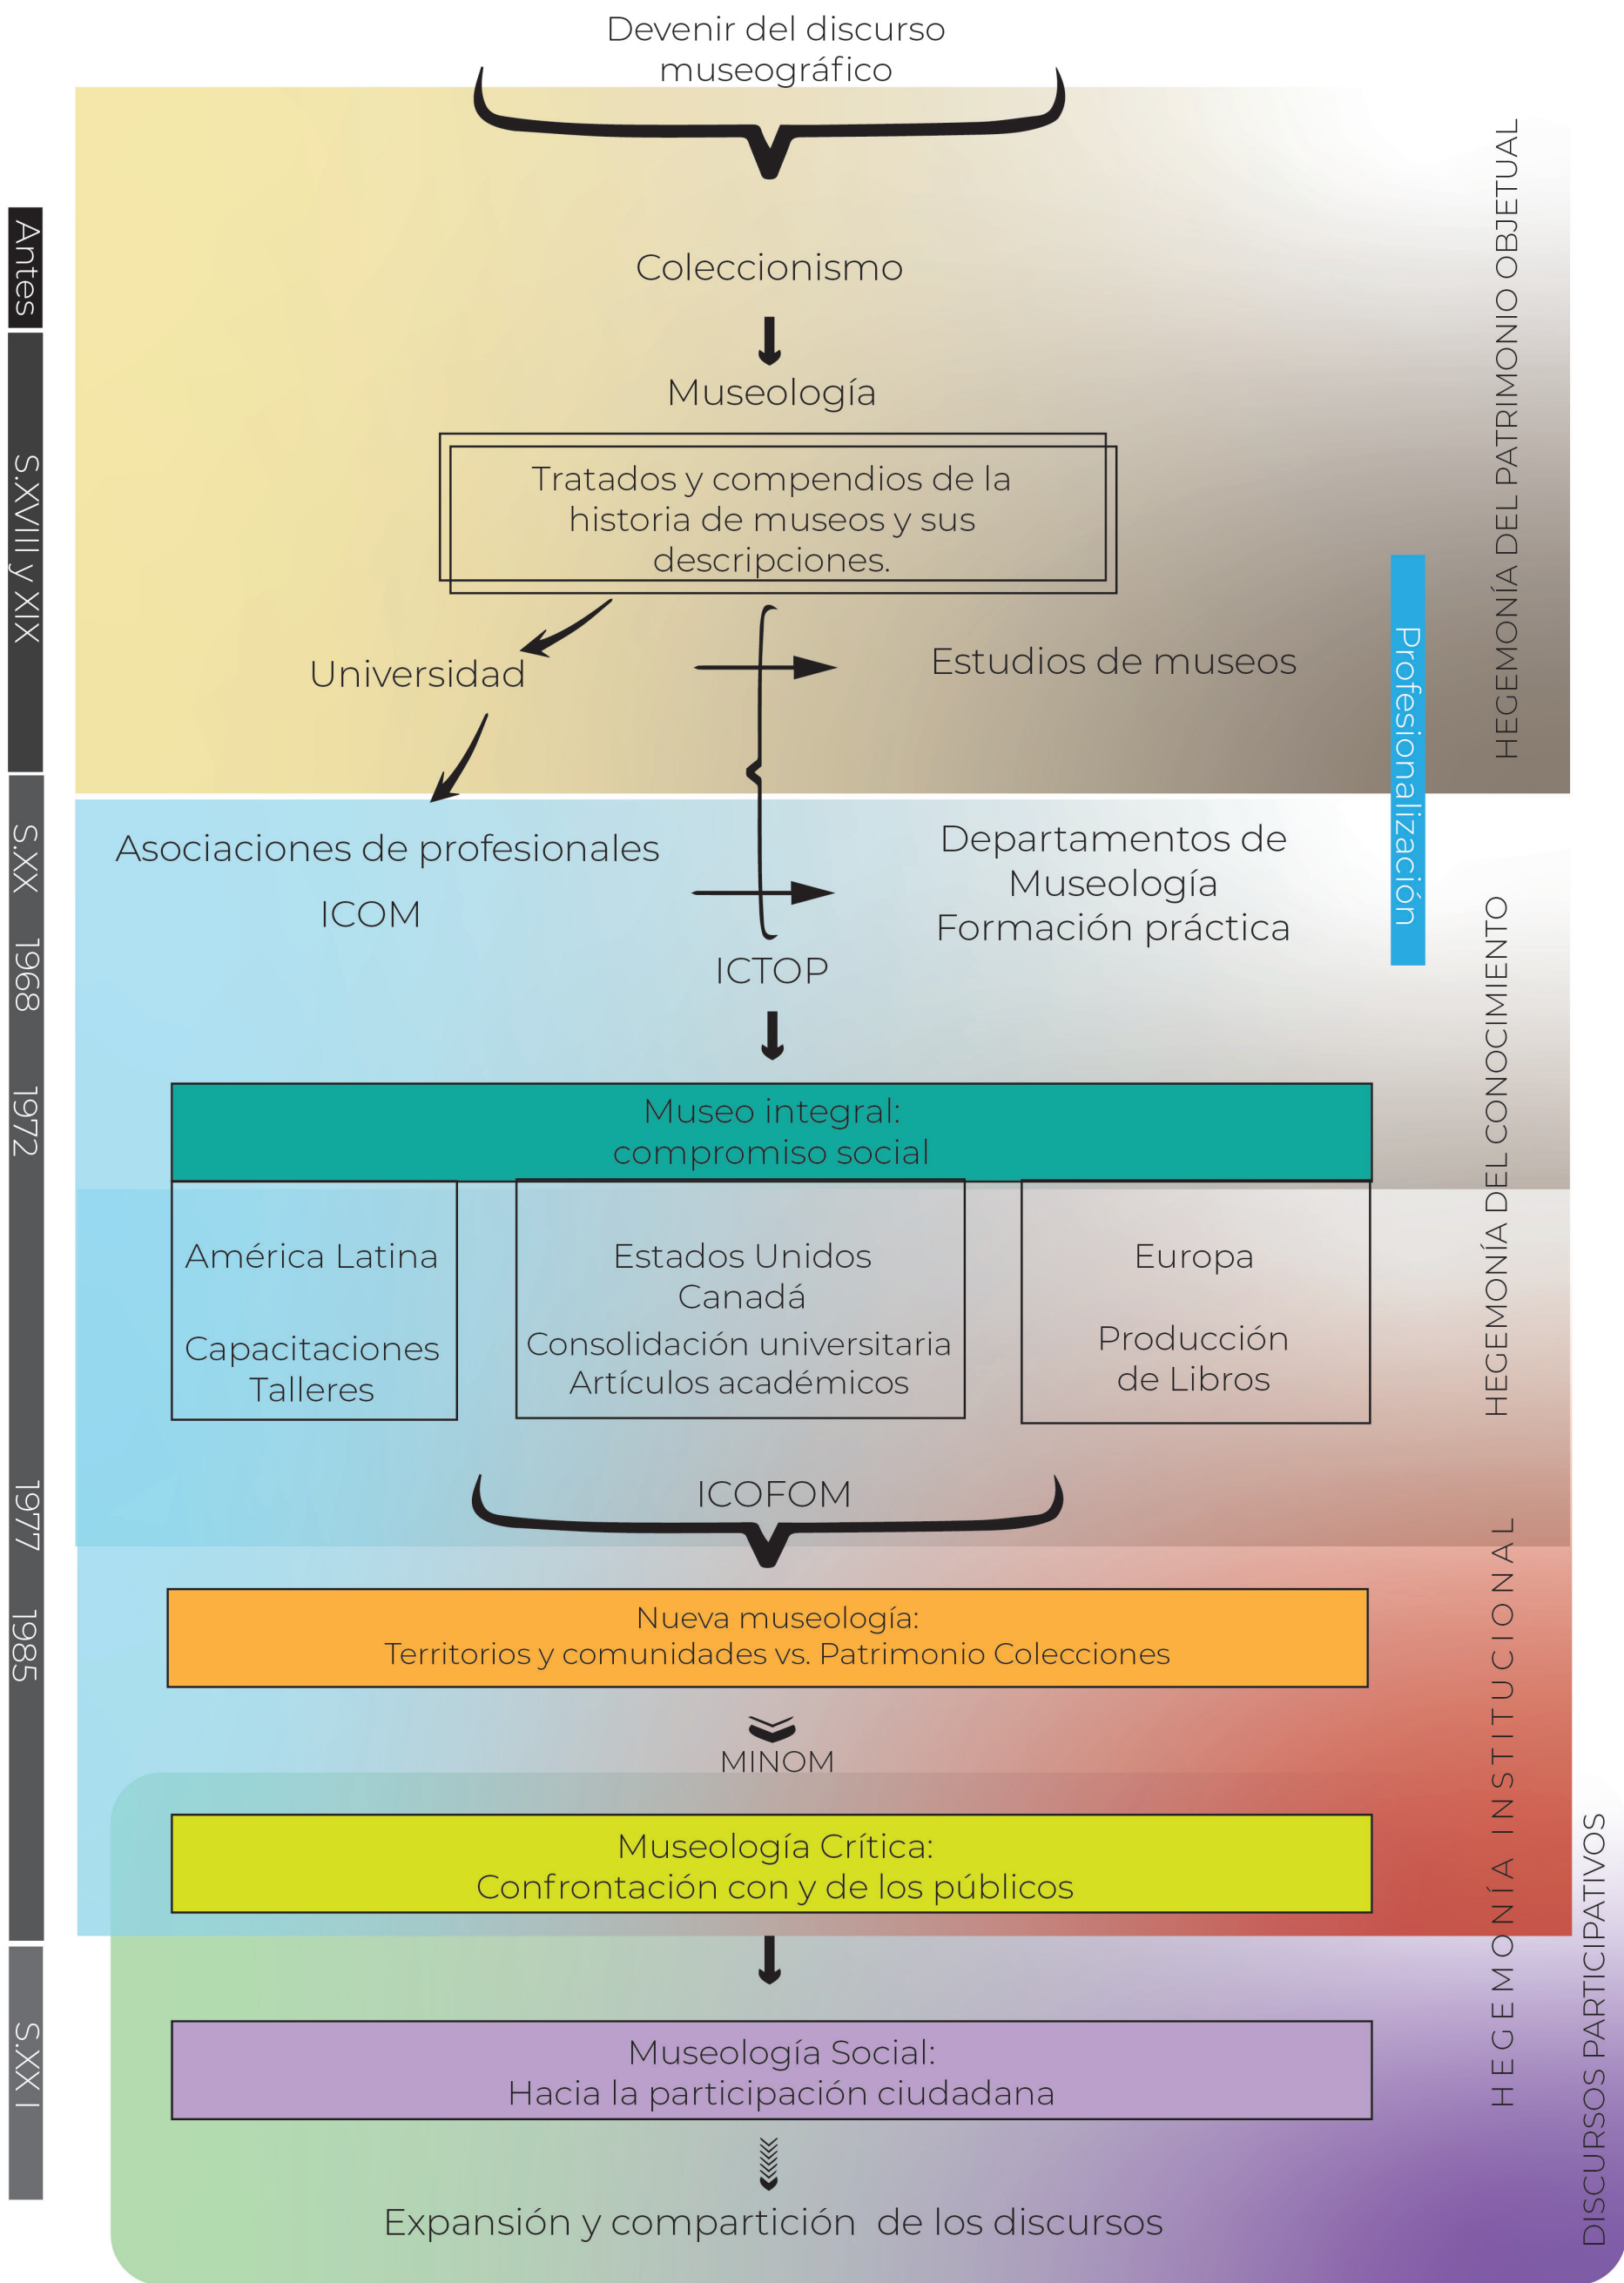 Devenir del discurso
museográfico
Antes
S.XVIII y XIX
S.XX
1968
1972
1977
1985
S.XX I
Coleccionismo
Museología
Tratados y compendios de la
historia de museos y sus
descripciones.
Universidad
Estudios de museos
HEGEMONÍA DEL PATRIMONIO OBJETUAL
Profesionalización
Asociaciones de profesionales
ICOM
Departamentos de
Museología
Formación práctica
ICTOP
HEGEMONÍA DEL CONOCIMIENTO
Museo integral:
compromiso social
América Latina
Capacitaciones
Talleres
Estados Unidos
Canadá
Consolidación universitaria
Artículos académicos
Europa
Producción
de Libros
ICOFOM
HEGEMONÍA INSTITUCIONAL
Nueva museología:
Territorios y comunidades vs. Patrimonio Colecciones
MINOM
Museología Crítica:
Confrontación con y de los públicos
DISCURSOS PARTICIPATIVOS
Museología Social:
Hacia la participación ciudadana
Expansión y compartición de los discursos